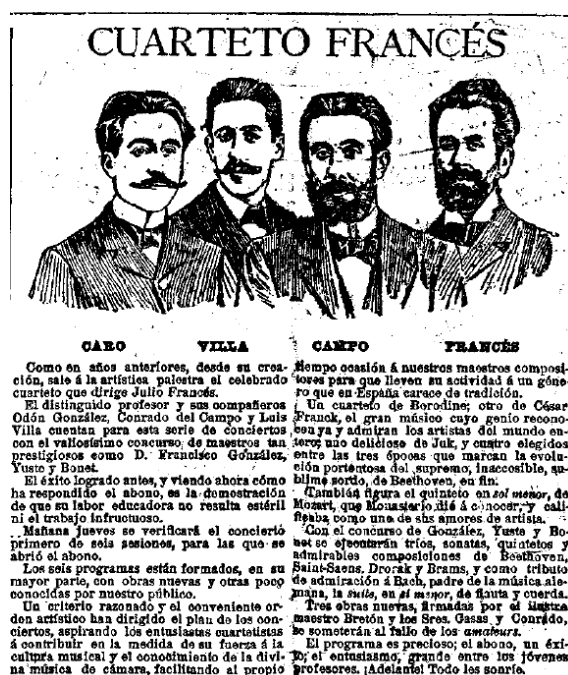 CUARTETO FRANCÉS
CARO VILLA CAMPO FRANCÉS
Como en años anteriores, desde su crea-
ción, sale á la artística palestra el celebrado
cuarteto que dirige Julio Francés.
El distinguido profesor y sus compañeros
Odón González, Conrado del Campo y Luis
Villa cuentan para esta serie de conciertos
con el valiosísimo concurso de maestros tan
prestigiosos como D. Francisco González,
Yuste y Bonet.
El éxito logrado antes, y viendo ahora cómo
ha respondido el abono, es la demostración
de que su labor educadora no resulta estéril
ni el trabajo infructuoso.
Mañana jueves se verificará el concierto
primero de seis sesiones, para las que se
abrió el abono.
Los seis programas están formados, en su
mayor parte, con obras nuevas y otras poco
conocidas por nuestro público.
Un criterio razonado y el conveniente or-
den artístico han dirigido el plan de los con-
ciertos, aspirando los entusiastas cuartetistas
á contribuir en la medida de su fuerza á la
cultura musical y el conocimiento de la divi-
na música de cámara, facilitando al propio
tiempo ocasión á nuestros maestros composi-
tores para que lleven su actividad á un géne-
ro que en España carece de tradición.
Un cuarteto de Borodine; otro de César
Franck, el gran músico cuyo genio recono-
cen ya y admiran los artistas del mundo en-
tero; uno delicioso de Juk, y cuatro elegidos
entre las tres épocas que marcan la evolu-
ción portentosa del supremo, inaccesible, su-
blime sordo, de Beethoven, en fin.
También figura el quinteto en sol menor, de
Mozart, que Monasterio dió á conocer, y cali-
ficaba como uno de sus amores de artista.
Con el concurso de González, Yuste y Bo-
net se ejecutarán tríos, sonatas, quintetos y
admirables composiciones de Beethoven,
Saint-Saens, Dvorak y Brams, y como tributo
de admiración á Bach, padre de la música ale-
mana, la suite, en si menor, de flauta y cuerda.
Tres obras nuevas, firmadas por el ilustre
maestro Bretón y los Sres. Casas y Conrado,
se someterán al fallo de los amateurs.
El programa es precioso; el abono, un éxi-
to; el entusiasmo, grande entre los jóvenes
profesores. ¡Adelante! Todo les sonríe.